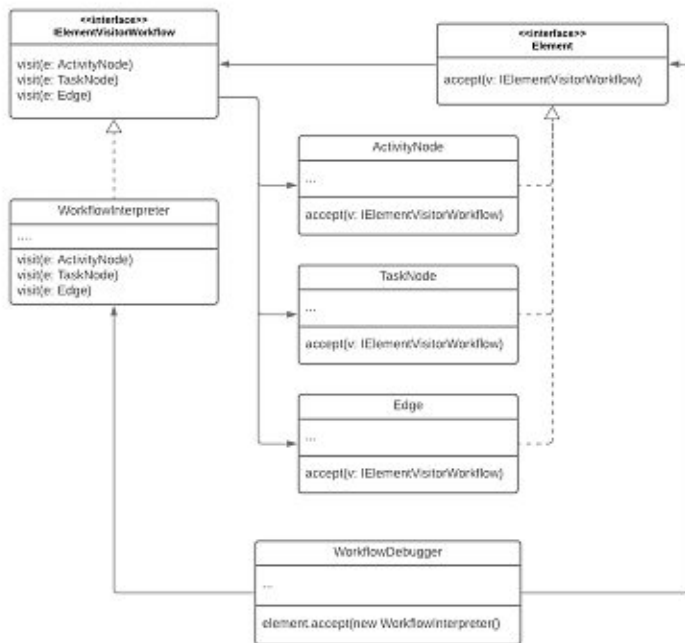 <<interface>>
IElementVisitorWorkflow
visit(e: ActivityNode)
visit(e: TaskNode)
visit(e: Edge)
<<interface>>
Element
accept(v: IElementVisitorWorkflow)
ActivityNode
...
accept(v: IElementVisitorWorkflow)
WorkflowInterpreter
....
visit(e: ActivityNode)
visit(e: TaskNode)
visit(e: Edge)
TaskNode
...
accept(v: IElementVisitorWorkflow)
Edge
...
accept(v: IElementVisitorWorkflow)
WorkflowDebugger
...
element.accept(new WorkflowInterpreter()